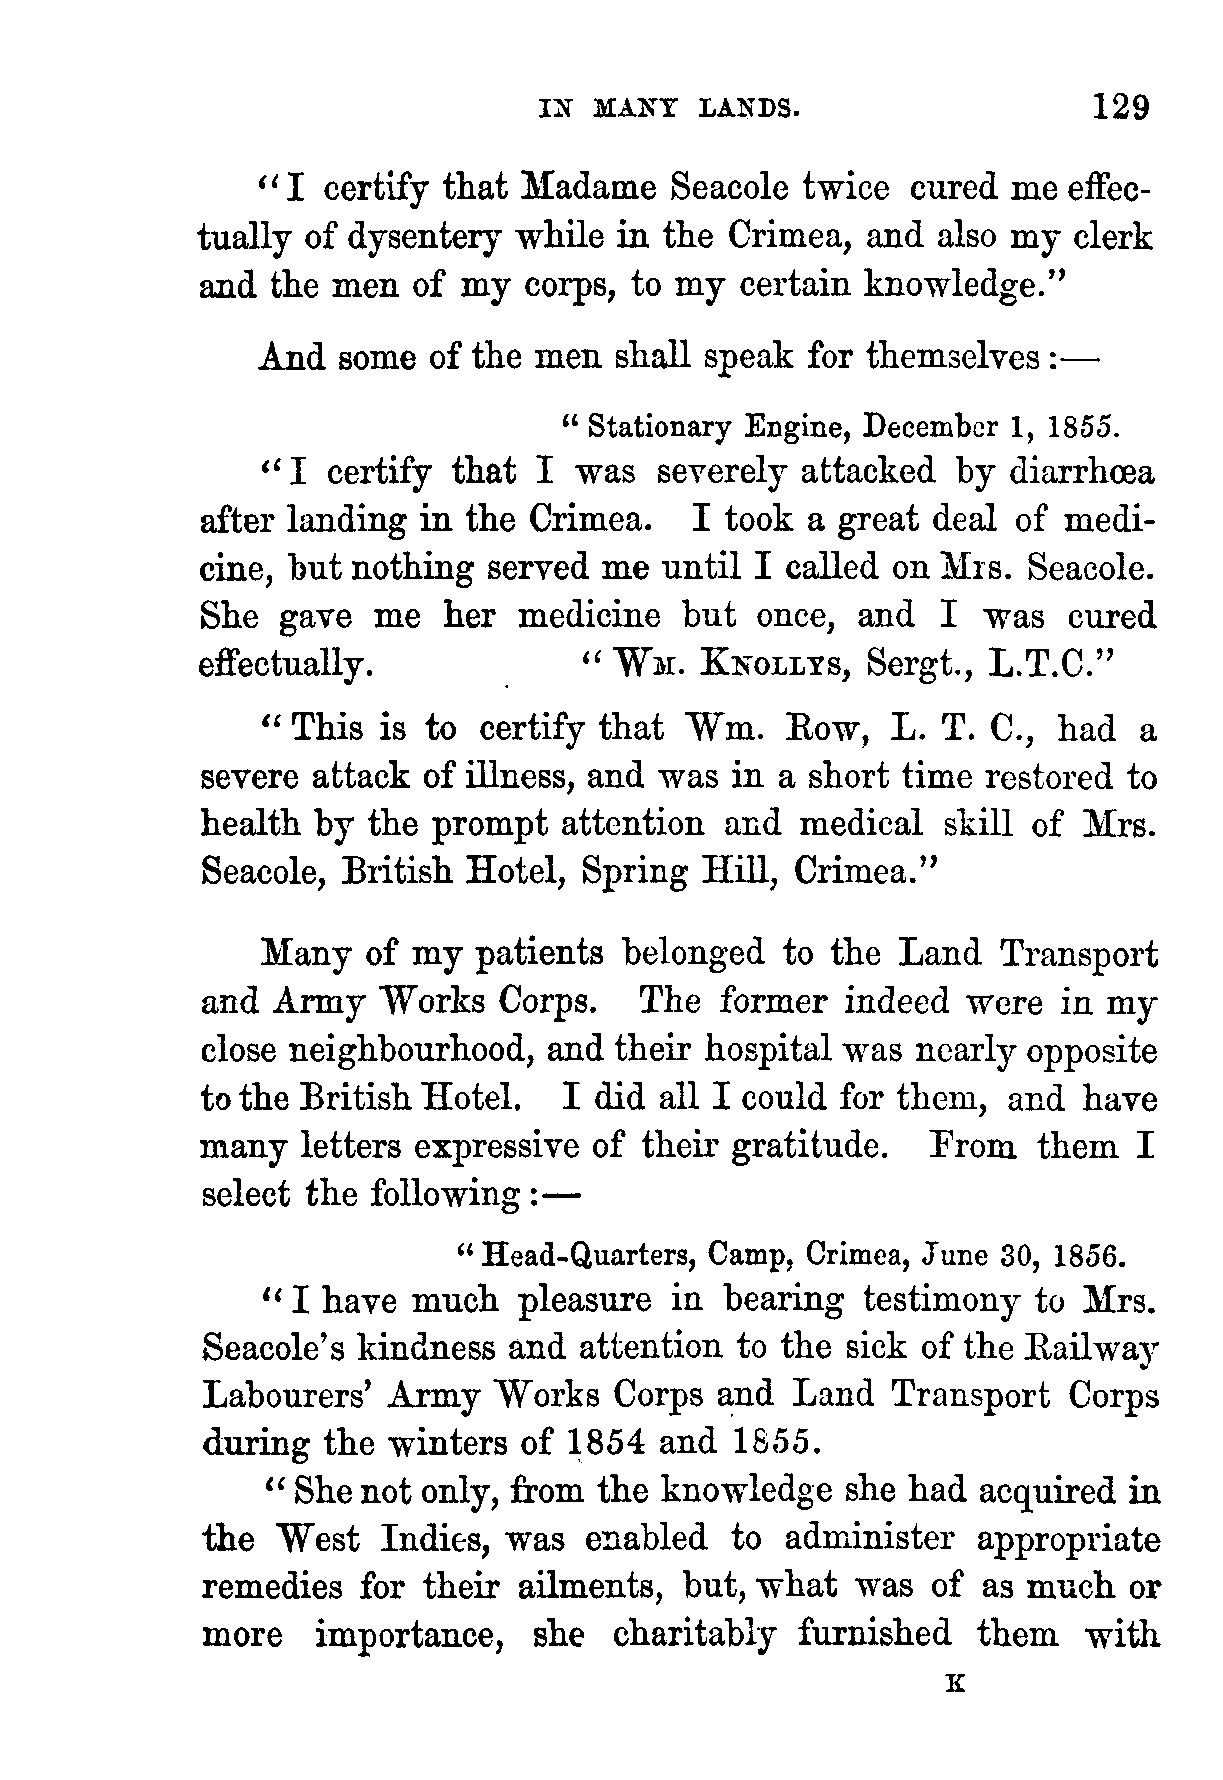 IN MANY LANDS. 129
“I certify that Madame Seacole twice cured me effec-
tually of dysentery while in the Crimea, and also my clerk
and the men of my corps, to my certain knowledge.”
And some of the men shall speak for themselves:—
“Stationary Engine, December 1, 1855.
“I certify that I was severely attacked by diarrhœa
after landing in the Crimea. I took a great deal of medi-
cine, but nothing served me until I called on Mrs. Seacole.
She gave me her medicine but once, and I was cured
effectually. “WM. KNOLLYS, Sergt., L.T.C.”
“This is to certify that Wm. Row, L. T. C., had a
severe attack of illness, and was in a short time restored to
health by the prompt attention and medical skill of Mrs.
Seacole, British Hotel, Spring Hill, Crimea.”
Many of my patients belonged to the Land Transport
and Army Works Corps. The former indeed were in my
close neighbourhood, and their hospital was nearly opposite
to the British Hotel. I did all I could for them, and have
many letters expressive of their gratitude. From them I
select the following:—
“Head-Quarters, Camp, Crimea, June 30, 1856.
“I have much pleasure in bearing testimony to Mrs.
Seacole’s kindness and attention to the sick of the Railway
Labourers’ Army Works Corps and Land Transport Corps
during the winters of 1854 and 1855.
“She not only, from the knowledge she had acquired in
the West Indies, was enabled to administer appropriate
remedies for their ailments, but, what was of as much or
more importance, she charitably furnished them with
K